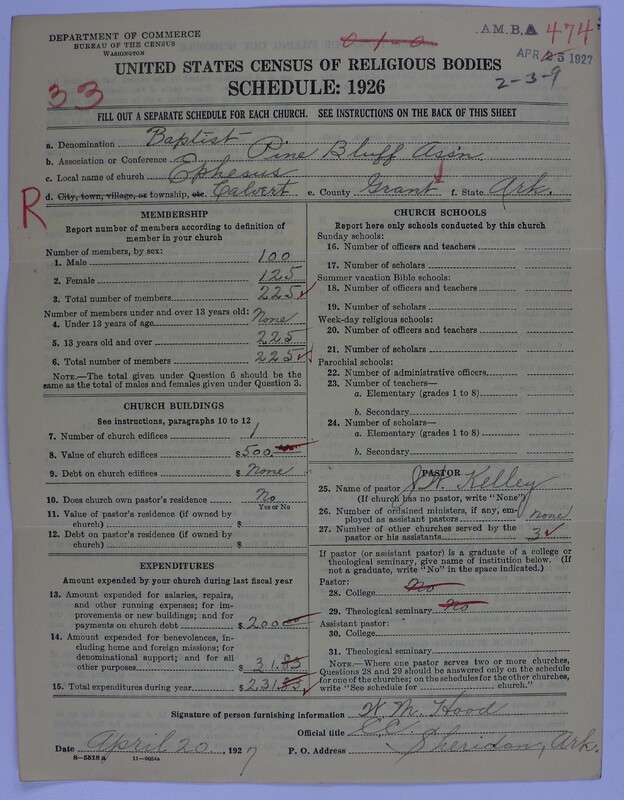 DEPARTMENT OF COMMERCE
BUREAU OF THE CENSUS
WASHINGTON
0-1-0
A.M.B.A 474
APR 25 1927
2-3-9
33
UNITED STATES CENSUS OF RELIGIOUS BODIES
SCHEDULE: 1926
FILL OUT A SEPARATE SCHEDULE FOR EACH CHURCH. SEE INSTRUCTIONS ON THE BACK OF THIS SHEET
a. Denomination Baptist
b. Association or Conference Pine Bluff Ass'n.
c. Local name of church Ephesus
R
d. City, town, village, or township, etc. Calvert e. County Grant f. State Ark.
MEMBERSHIP
Report number of members according to definition of
member in your church
Number of members, by sex:
1. Male 100
2. Female 125
3. Total number of members 225
Number of members under and over 13 years old:
4. Under 13 years of age None
5. 13 years old and over 225
6. Total number of members 225
NOTE.—The total given under Question 6 should be the
same as the total of males and females given under Question 3.
CHURCH BUILDINGS
See instructions, paragraphs 10 to 12
7. Number of church edifices 1
8. Value of church edifices $ 500.
9. Debt on church edifices $ None
10. Does church own pastor's residence No
Yes or No
11. Value of pastor's residence (if owned by
church) $
12. Debt on pastor's residence (if owned by
church) $
EXPENDITURES
Amount expended by your church during last fiscal year
13. Amount expended for salaries, repairs,
and other running expenses; for im-
provements or new buildings; and for
payments on church debt $ 200.00
14. Amount expended for benevolences, in-
cluding home and foreign missions; for
denominational support; and for all
other purposes $ 31.83
15. Total expenditures during year $ 231.83
CHURCH SCHOOLS
Report here only schools conducted by this church
Sunday schools:
16. Number of officers and teachers
17. Number of scholars
Summer vacation Bible schools:
18. Number of officers and teachers
19. Number of scholars
Week-day religious schools:
20. Number of officers and teachers
21. Number of scholars
Parochial schools:
22. Number of administrative officers
23. Number of teachers—
a. Elementary (grades 1 to 8)
b. Secondary
24. Number of scholars—
a. Elementary (grades 1 to 8)
b. Secondary
PASTOR
25. Name of pastor J.W. Kelley
(If church has no pastor, write "None")
26. Number of ordained ministers, if any, em-
ployed as assistant pastors None
27. Number of other churches served by the
pastor or his assistants 3
If pastor (or assistant pastor) is a graduate of a college or
theological seminary, give name of institution below. (If
not a graduate, write "No" in the space indicated.)
Pastor:
28. College No
29. Theological seminary No
Assistant pastor:
30. College
31. Theological seminary
NOTE.—Where one pastor serves two or more churches,
Questions 28 and 29 should be answered only on the schedule
for one of the churches; on the schedules for the other churches,
write "See schedule for church."
Signature of person furnishing information W.M. Hood
Official title C.C.
Date April 20, 1927 P. O. Address Sheridan, Ark.
8—5518a 11—9054a